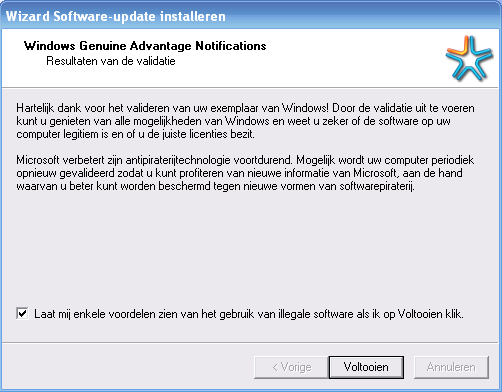 Wizard Software-update installeren
Windows Genuine Advantage Notifications
Resultaten van de validatie
Hartelijk dank voor het valideren van uw exemplaar van Windows! Door de validatie uit te voeren
kunt u genieten van alle mogelijkheden van Windows en weet u zeker of de software op uw
computer legitiem is en of u de juiste licenties bezit.
Microsoft verbetert zijn antipiraterijtechnologie voortdurend. Mogelijk wordt uw computer periodiek
opnieuw gevalideerd zodat u kunt profiteren van nieuwe informatie van Microsoft, aan de hand
waarvan u beter kunt worden beschermd tegen nieuwe vormen van softwarepiraterij.
Laat mij enkele voordelen zien van het gebruik van illegale software als ik op Voltooien klik.
< Vorige Voltooien Annuleren